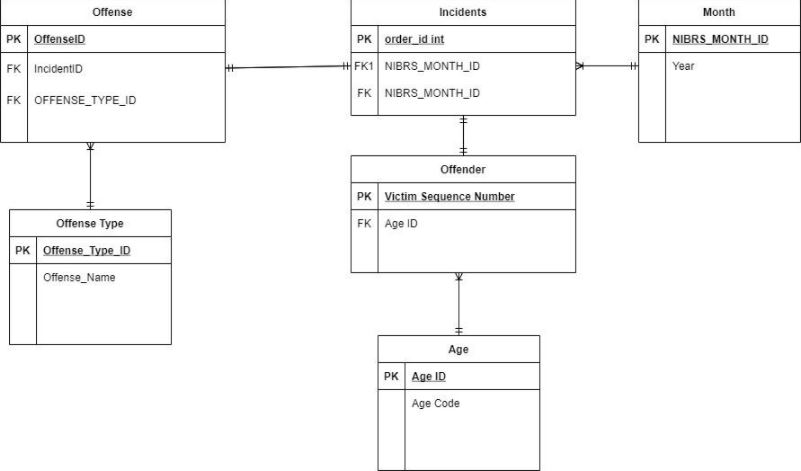 Offense
PK OffenseID
FK IncidentID
FK OFFENSE_TYPE_ID
Incidents
PK order_id int
FK1 NIBRS_MONTH_ID
FK NIBRS_MONTH_ID
Month
PK NIBRS_MONTH_ID
Year
Offender
PK Victim Sequence Number
FK Age ID
Offense Type
PK Offense_Type_ID
Offense_Name
Age
PK Age ID
Age Code